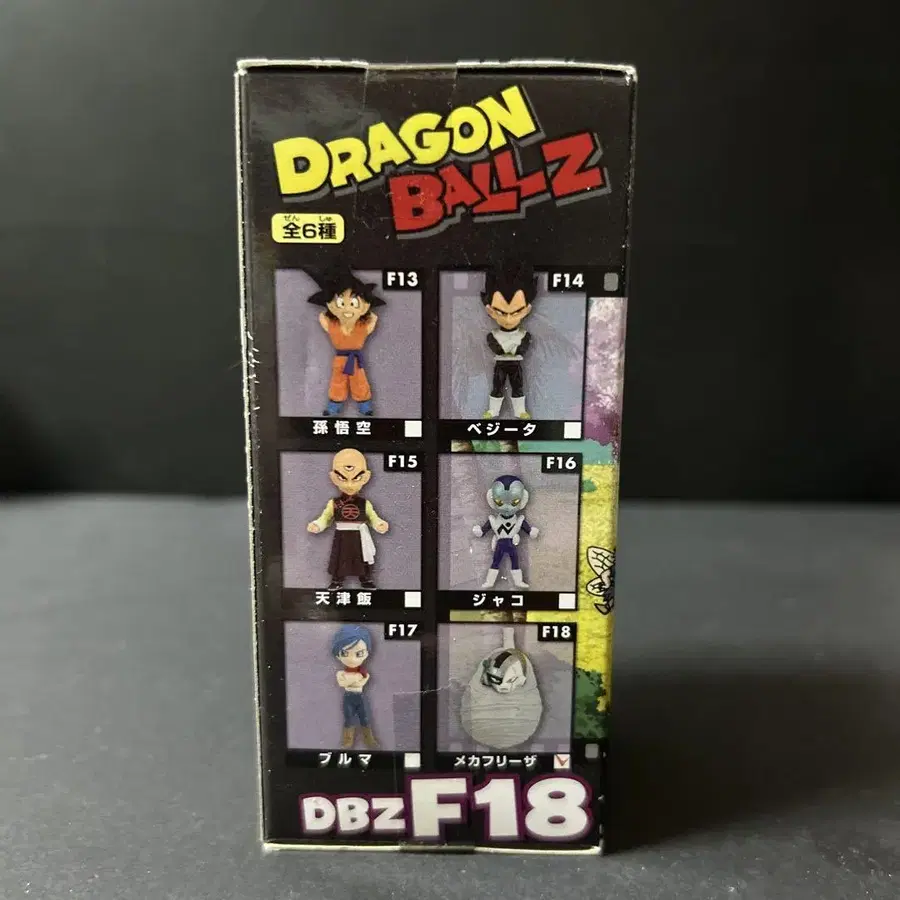 DRAGON
BALL Z
ぜん しゅ
全6種
F13
F14
孫悟空
ベジータ
F15
F16
天
天津飯
ジャコ
F17
F18
ブルマ
メカフリーザ
DBZ F18